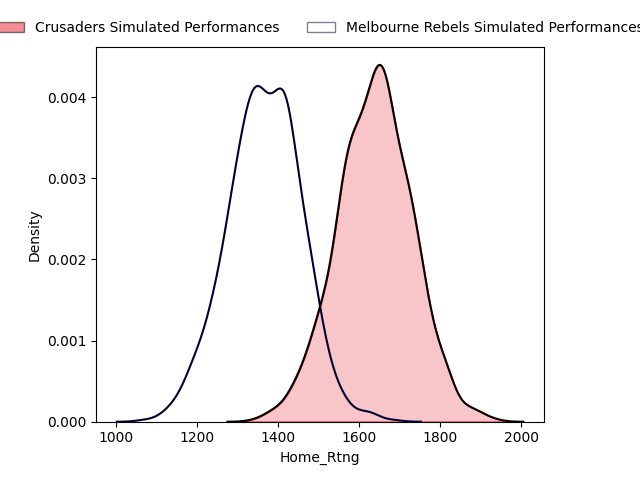 Crusaders Simulated Performances
Melbourne Rebels Simulated Performances
0.004
0.003
0.002
0.001
0.000
Density
1000 1200 1400 1600 1800 2000
Home_Rtng